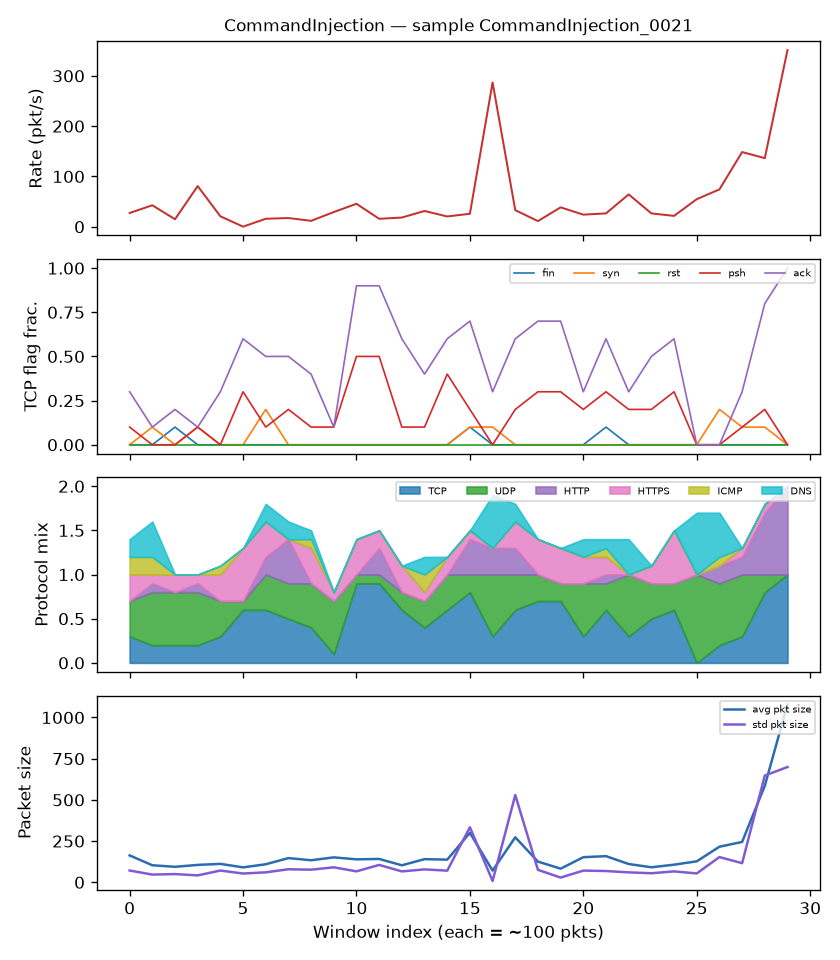 CommandInjection — sample CommandInjection_0021
Rate (pkt/s)
300
200
100
0
TCP flag frac.
1.00
0.75
0.50
0.25
0.00
fin syn rst psh ack
Protocol mix
2.0
1.5
1.0
0.5
0.0
TCP UDP HTTP HTTPS ICMP DNS
Packet size
1000
750
500
250
0
avg pkt size
std pkt size
0 5 10 15 20 25 30
Window index (each = ~100 pkts)